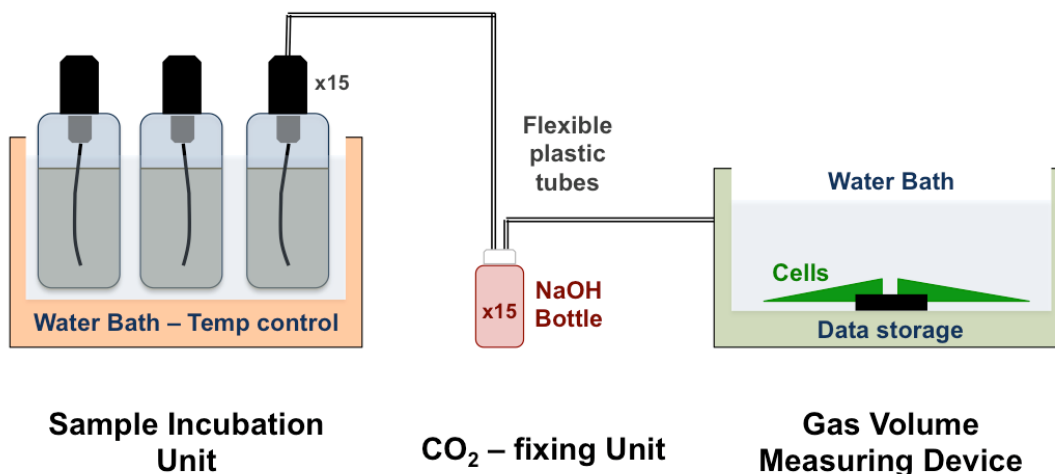 x15
Flexible
plastic
tubes
Water Bath
Cells
x15
NaOH
Bottle
Water Bath – Temp control
Data storage
Sample Incubation
Unit
CO₂ – fixing Unit
Gas Volume
Measuring Device